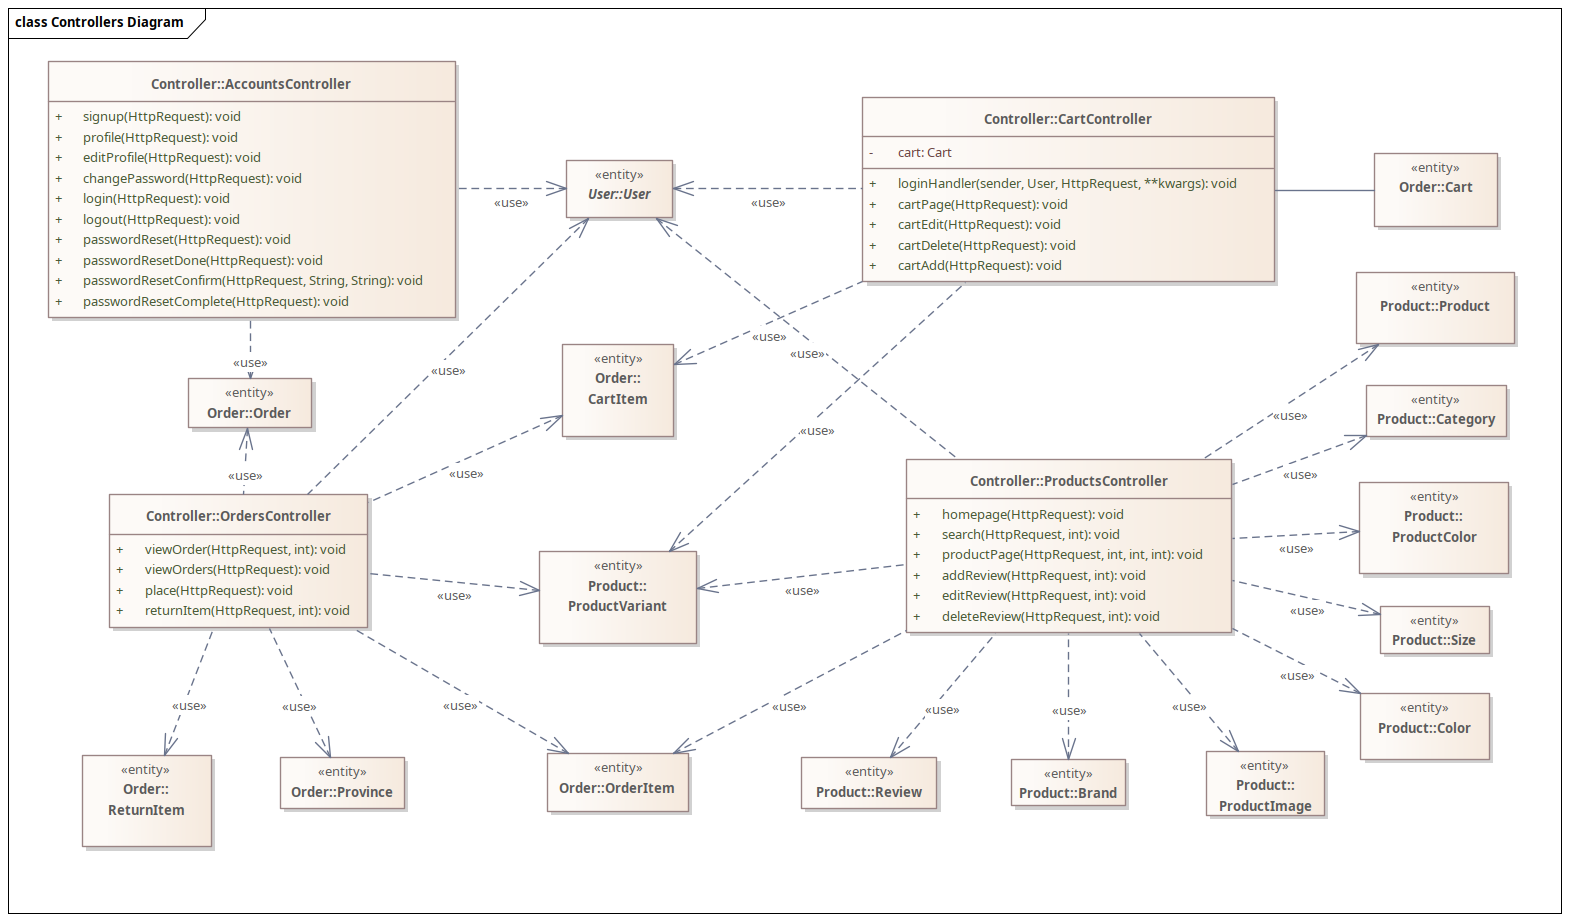 class Controllers Diagram
Controller::AccountsController
+ signup(HttpRequest): void
+ profile(HttpRequest): void
+ editProfile(HttpRequest): void
+ changePassword(HttpRequest): void
+ login(HttpRequest): void
+ logout(HttpRequest): void
+ passwordReset(HttpRequest): void
+ passwordResetDone(HttpRequest): void
+ passwordResetConfirm(HttpRequest, String, String): void
+ passwordResetComplete(HttpRequest): void
«use»
«entity»
User::User
«use»
Controller::CartController
- cart: Cart
+ loginHandler(sender, User, HttpRequest, **kwargs): void
+ cartPage(HttpRequest): void
+ cartEdit(HttpRequest): void
+ cartDelete(HttpRequest): void
+ cartAdd(HttpRequest): void
«entity»
Order::Cart
«entity»
Product::Product
«use»
«entity»
Order::Order
«use»
«use»
«entity»
Order::
CartItem
«use»
«use»
«use»
«use»
«use»
«entity»
Product::Category
«use»
Controller::OrdersController
+ viewOrder(HttpRequest, int): void
+ viewOrders(HttpRequest): void
+ place(HttpRequest): void
+ returnItem(HttpRequest, int): void
«use»
«entity»
Product::
ProductVariant
«use»
Controller::ProductsController
+ homepage(HttpRequest): void
+ search(HttpRequest, int): void
+ productPage(HttpRequest, int, int, int): void
+ addReview(HttpRequest, int): void
+ editReview(HttpRequest, int): void
+ deleteReview(HttpRequest, int): void
«entity»
Product::
ProductColor
«use»
«use»
«entity»
Product::Size
«use»
«entity»
Product::Color
«use»
«use»
«use»
«use»
«use»
«use»
«use»
«entity»
Order::
ReturnItem
«entity»
Order::Province
«entity»
Order::OrderItem
«entity»
Product::Review
«entity»
Product::Brand
«entity»
Product::
ProductImage